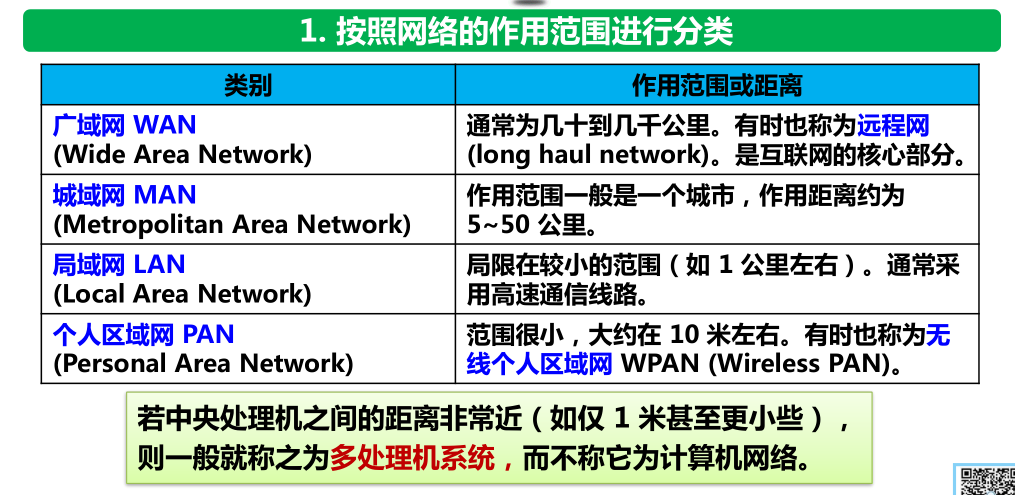 1. 按照网络的作用范围进行分类
类别
作用范围或距离
广域网 WAN
(Wide Area Network)
通常为几十到几千公里。有时也称为远程网
(long haul network)。是互联网的核心部分。
城域网 MAN
(Metropolitan Area Network)
作用范围一般是一个城市，作用距离约为
5~50 公里。
局域网 LAN
(Local Area Network)
局限在较小的范围（如 1 公里左右）。通常采
用高速通信线路。
个人区域网 PAN
(Personal Area Network)
范围很小，大约在 10 米左右。有时也称为无
线个人区域网 WPAN (Wireless PAN)。
若中央处理机之间的距离非常近（如仅 1 米甚至更小些），
则一般就称之为多处理机系统，而不称它为计算机网络。